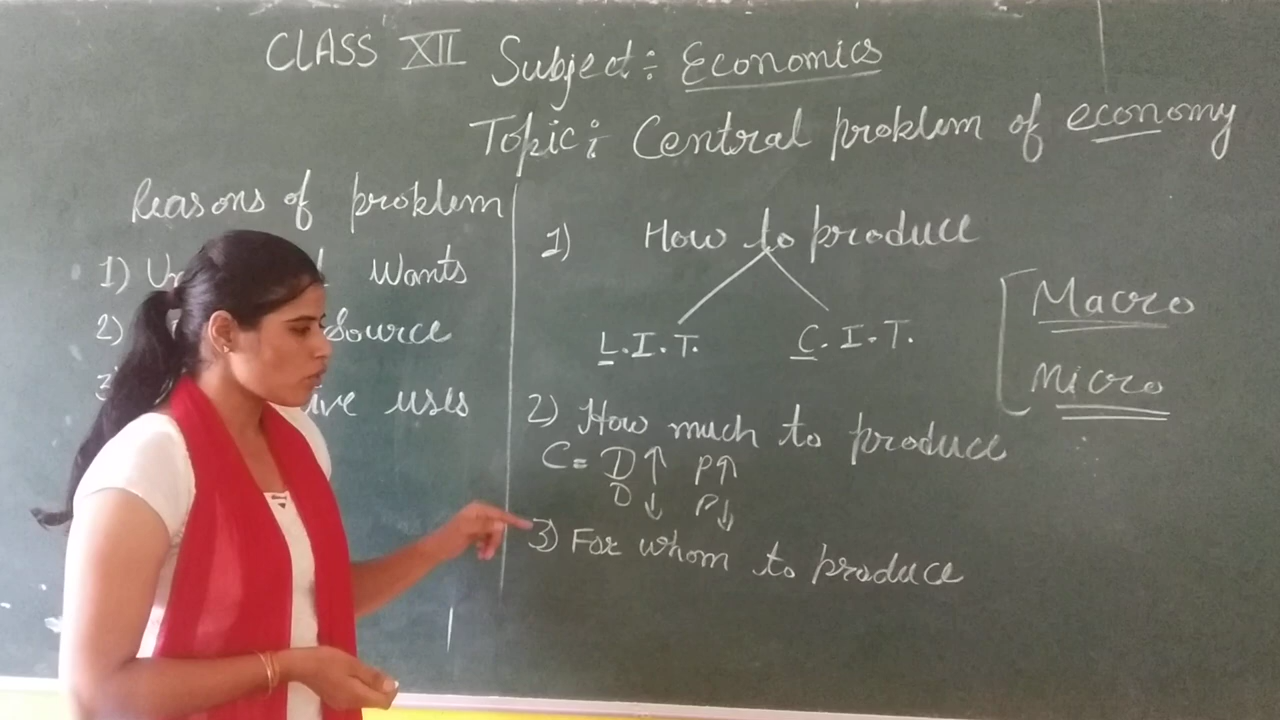 CLASS XII Subject : Economics
Topic : Central problem of economy
Reasons of problem
1) Wants
2) source
3) uses
1) How to produce
L.I.T. C.I.T.
2) How much to produce
C = D↑ P↑
D↓ P↓
3) For whom to produce
Macro
Micro